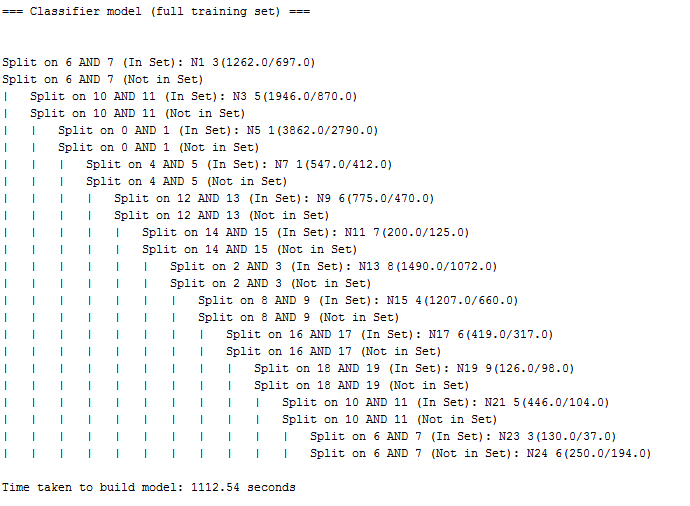 === Classifier model (full training set) ===
Split on 6 AND 7 (In Set): N1 3(1262.0/697.0)
Split on 6 AND 7 (Not in Set)
|   Split on 10 AND 11 (In Set): N3 5(1946.0/870.0)
|   Split on 10 AND 11 (Not in Set)
|   |   Split on 0 AND 1 (In Set): N5 1(3862.0/2790.0)
|   |   Split on 0 AND 1 (Not in Set)
|   |   |   Split on 4 AND 5 (In Set): N7 1(547.0/412.0)
|   |   |   Split on 4 AND 5 (Not in Set)
|   |   |   |   Split on 12 AND 13 (In Set): N9 6(775.0/470.0)
|   |   |   |   Split on 12 AND 13 (Not in Set)
|   |   |   |   |   Split on 14 AND 15 (In Set): N11 7(200.0/125.0)
|   |   |   |   |   Split on 14 AND 15 (Not in Set)
|   |   |   |   |   |   Split on 2 AND 3 (In Set): N13 8(1490.0/1072.0)
|   |   |   |   |   |   Split on 2 AND 3 (Not in Set)
|   |   |   |   |   |   |   Split on 8 AND 9 (In Set): N15 4(1207.0/660.0)
|   |   |   |   |   |   |   Split on 8 AND 9 (Not in Set)
|   |   |   |   |   |   |   |   Split on 16 AND 17 (In Set): N17 6(419.0/317.0)
|   |   |   |   |   |   |   |   Split on 16 AND 17 (Not in Set)
|   |   |   |   |   |   |   |   |   Split on 18 AND 19 (In Set): N19 9(126.0/98.0)
|   |   |   |   |   |   |   |   |   Split on 18 AND 19 (Not in Set)
|   |   |   |   |   |   |   |   |   |   Split on 10 AND 11 (In Set): N21 5(446.0/104.0)
|   |   |   |   |   |   |   |   |   |   Split on 10 AND 11 (Not in Set)
|   |   |   |   |   |   |   |   |   |   |   Split on 6 AND 7 (In Set): N23 3(130.0/37.0)
|   |   |   |   |   |   |   |   |   |   |   Split on 6 AND 7 (Not in Set): N24 6(250.0/194.0)
Time taken to build model: 1112.54 seconds